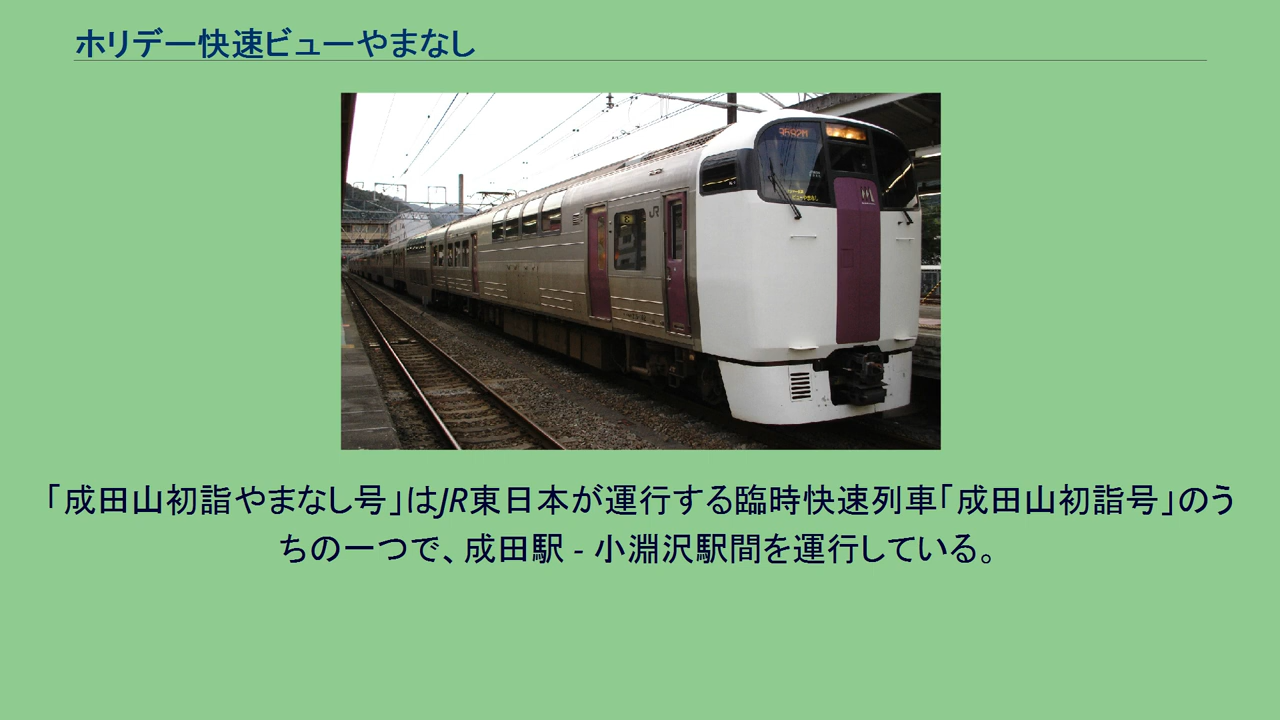 ホリデー快速ビューやまなし
9592M
JR
「成田山初詣やまなし号」はJR東日本が運行する臨時快速列車「成田山初詣号」のう
ちの一つで、成田駅 - 小淵沢駅間を運行している。